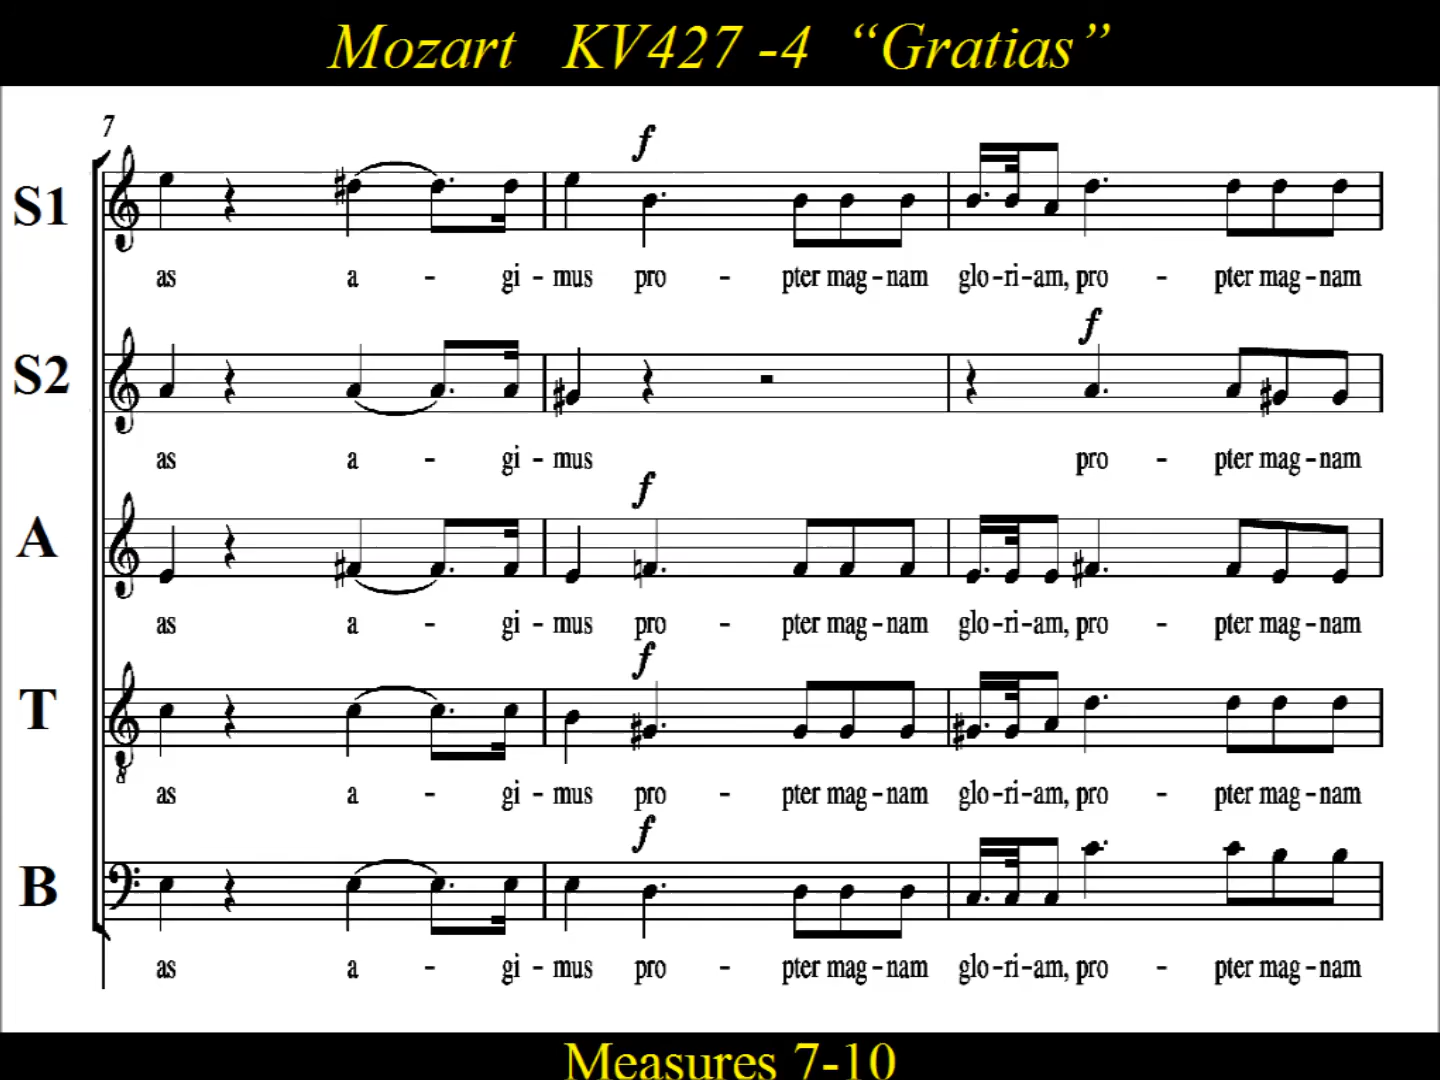 Mozart KV427 -4 “Gratias”
7
f
S1
as a - gi - mus pro - pter mag - nam glo - ri - am, pro - pter mag - nam
f
S2
as a - gi - mus pro - pter mag - nam
f
A
as a - gi - mus pro - pter mag - nam glo - ri - am, pro - pter mag - nam
f
T
8
as a - gi - mus pro - pter mag - nam glo - ri - am, pro - pter mag - nam
f
B
as a - gi - mus pro - pter mag - nam glo - ri - am, pro - pter mag - nam
Measures 7-10